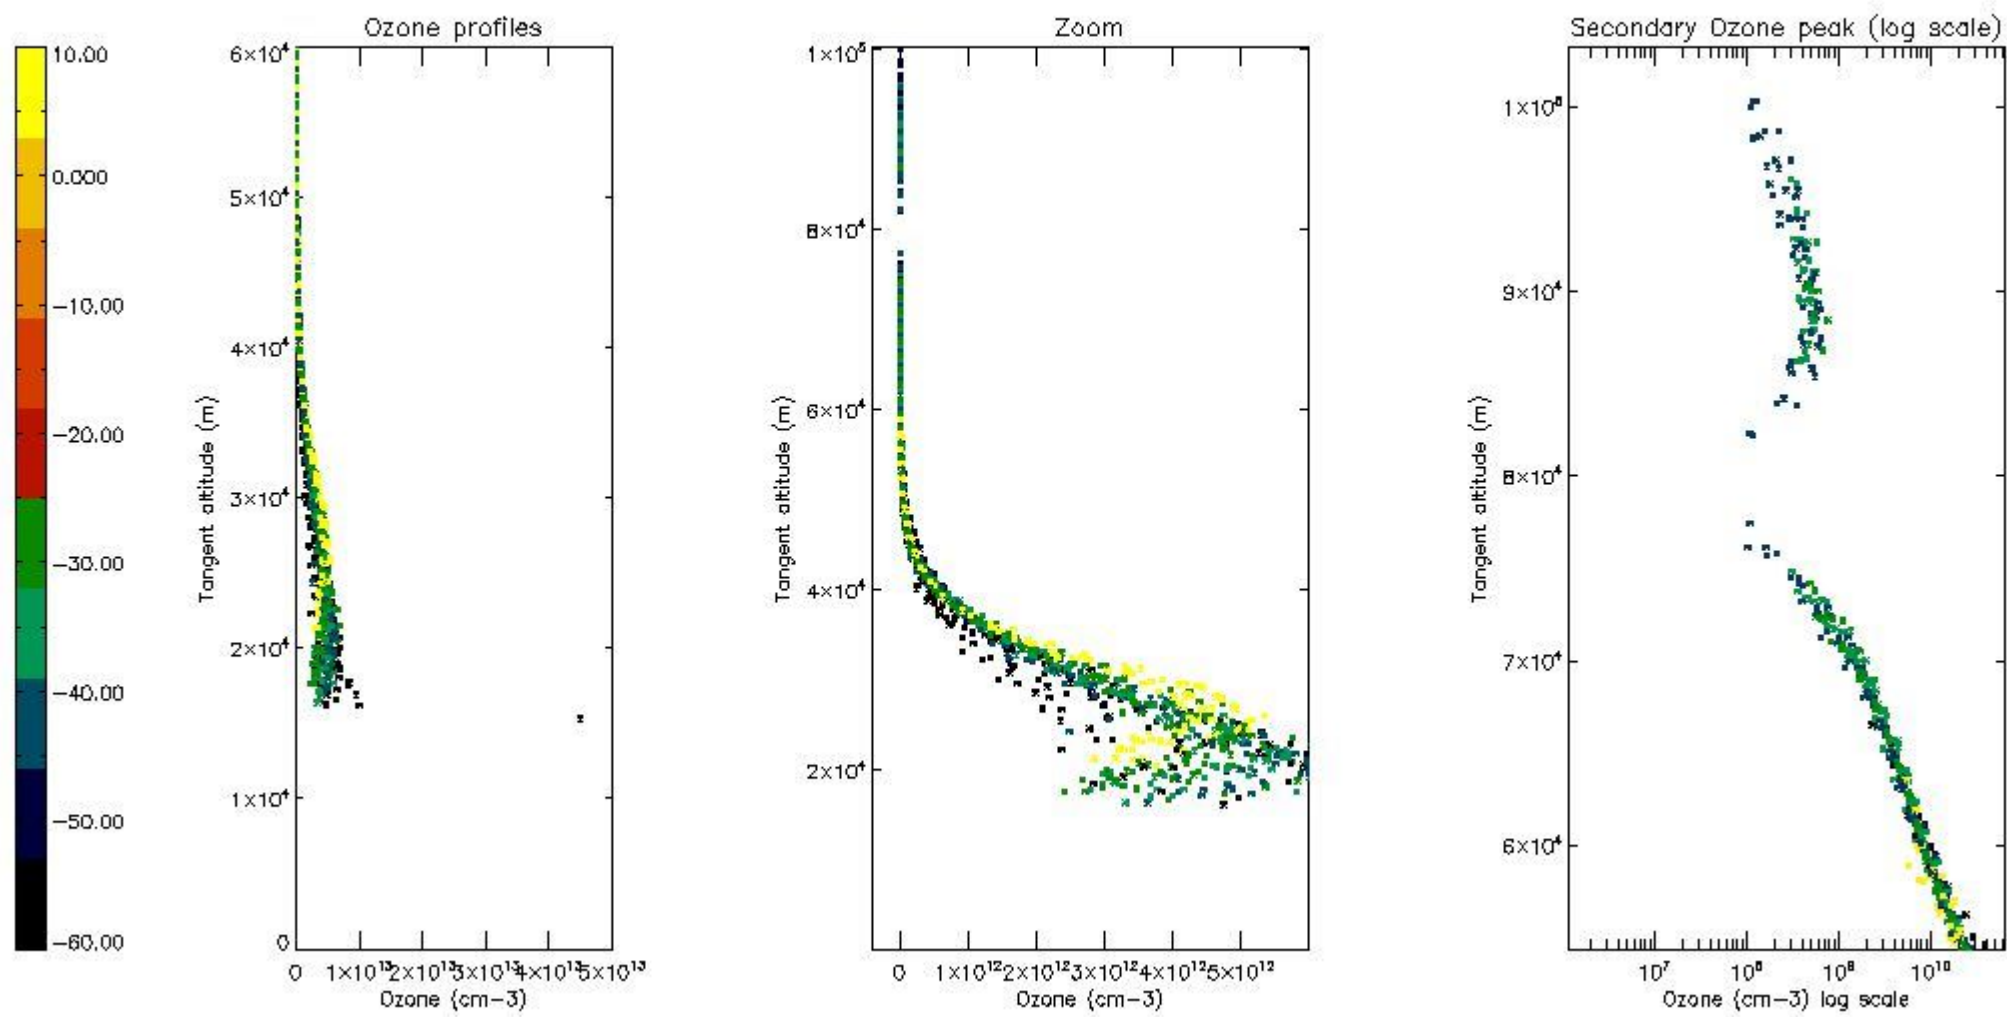 Ozone profiles
Zoom
Secondary Ozone peak (log scale)
10.00
0.000
−10.00
−20.00
−30.00
−40.00
−50.00
−60.00
6×10⁴
5×10⁴
4×10⁴
3×10⁴
2×10⁴
1×10⁴
0
Tangent altitude (m)
0 1×10¹³ 2×10¹³ 3×10¹³ 4×10¹³ 5×10¹³
Ozone (cm−3)
1×10⁵
8×10⁴
6×10⁴
4×10⁴
2×10⁴
Tangent altitude (m)
0 1×10¹² 2×10¹² 3×10¹² 4×10¹² 5×10¹²
Ozone (cm−3)
1×10⁵
9×10⁴
8×10⁴
7×10⁴
6×10⁴
Tangent altitude (m)
10⁷ 10⁸ 10⁹ 10¹⁰
Ozone (cm−3) log scale